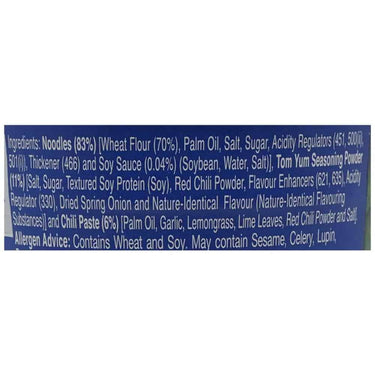 Ingredients: Noodles (83%) [Wheat Flour (70%), Palm Oil, Salt, Sugar, Acidity Regulators (451, 500(ii),
501(i)), Thickener (466) and Soy Sauce (0.04%) (Soybean, Water, Salt)], Tom Yum Seasoning Powder
(11%) [Salt, Sugar, Textured Soy Protein (Soy), Red Chili Powder, Flavour Enhancers (621, 635), Acidity
Regulator (330), Dried Spring Onion and Nature-Identical Flavour (Nature-Identical Flavouring
Substances)] and Chili Paste (6%) [Palm Oil, Garlic, Lemongrass, Lime Leaves, Red Chili Powder and Salt]
Allergen Advice: Contains Wheat and Soy. May contain Sesame, Celery, Lupin,